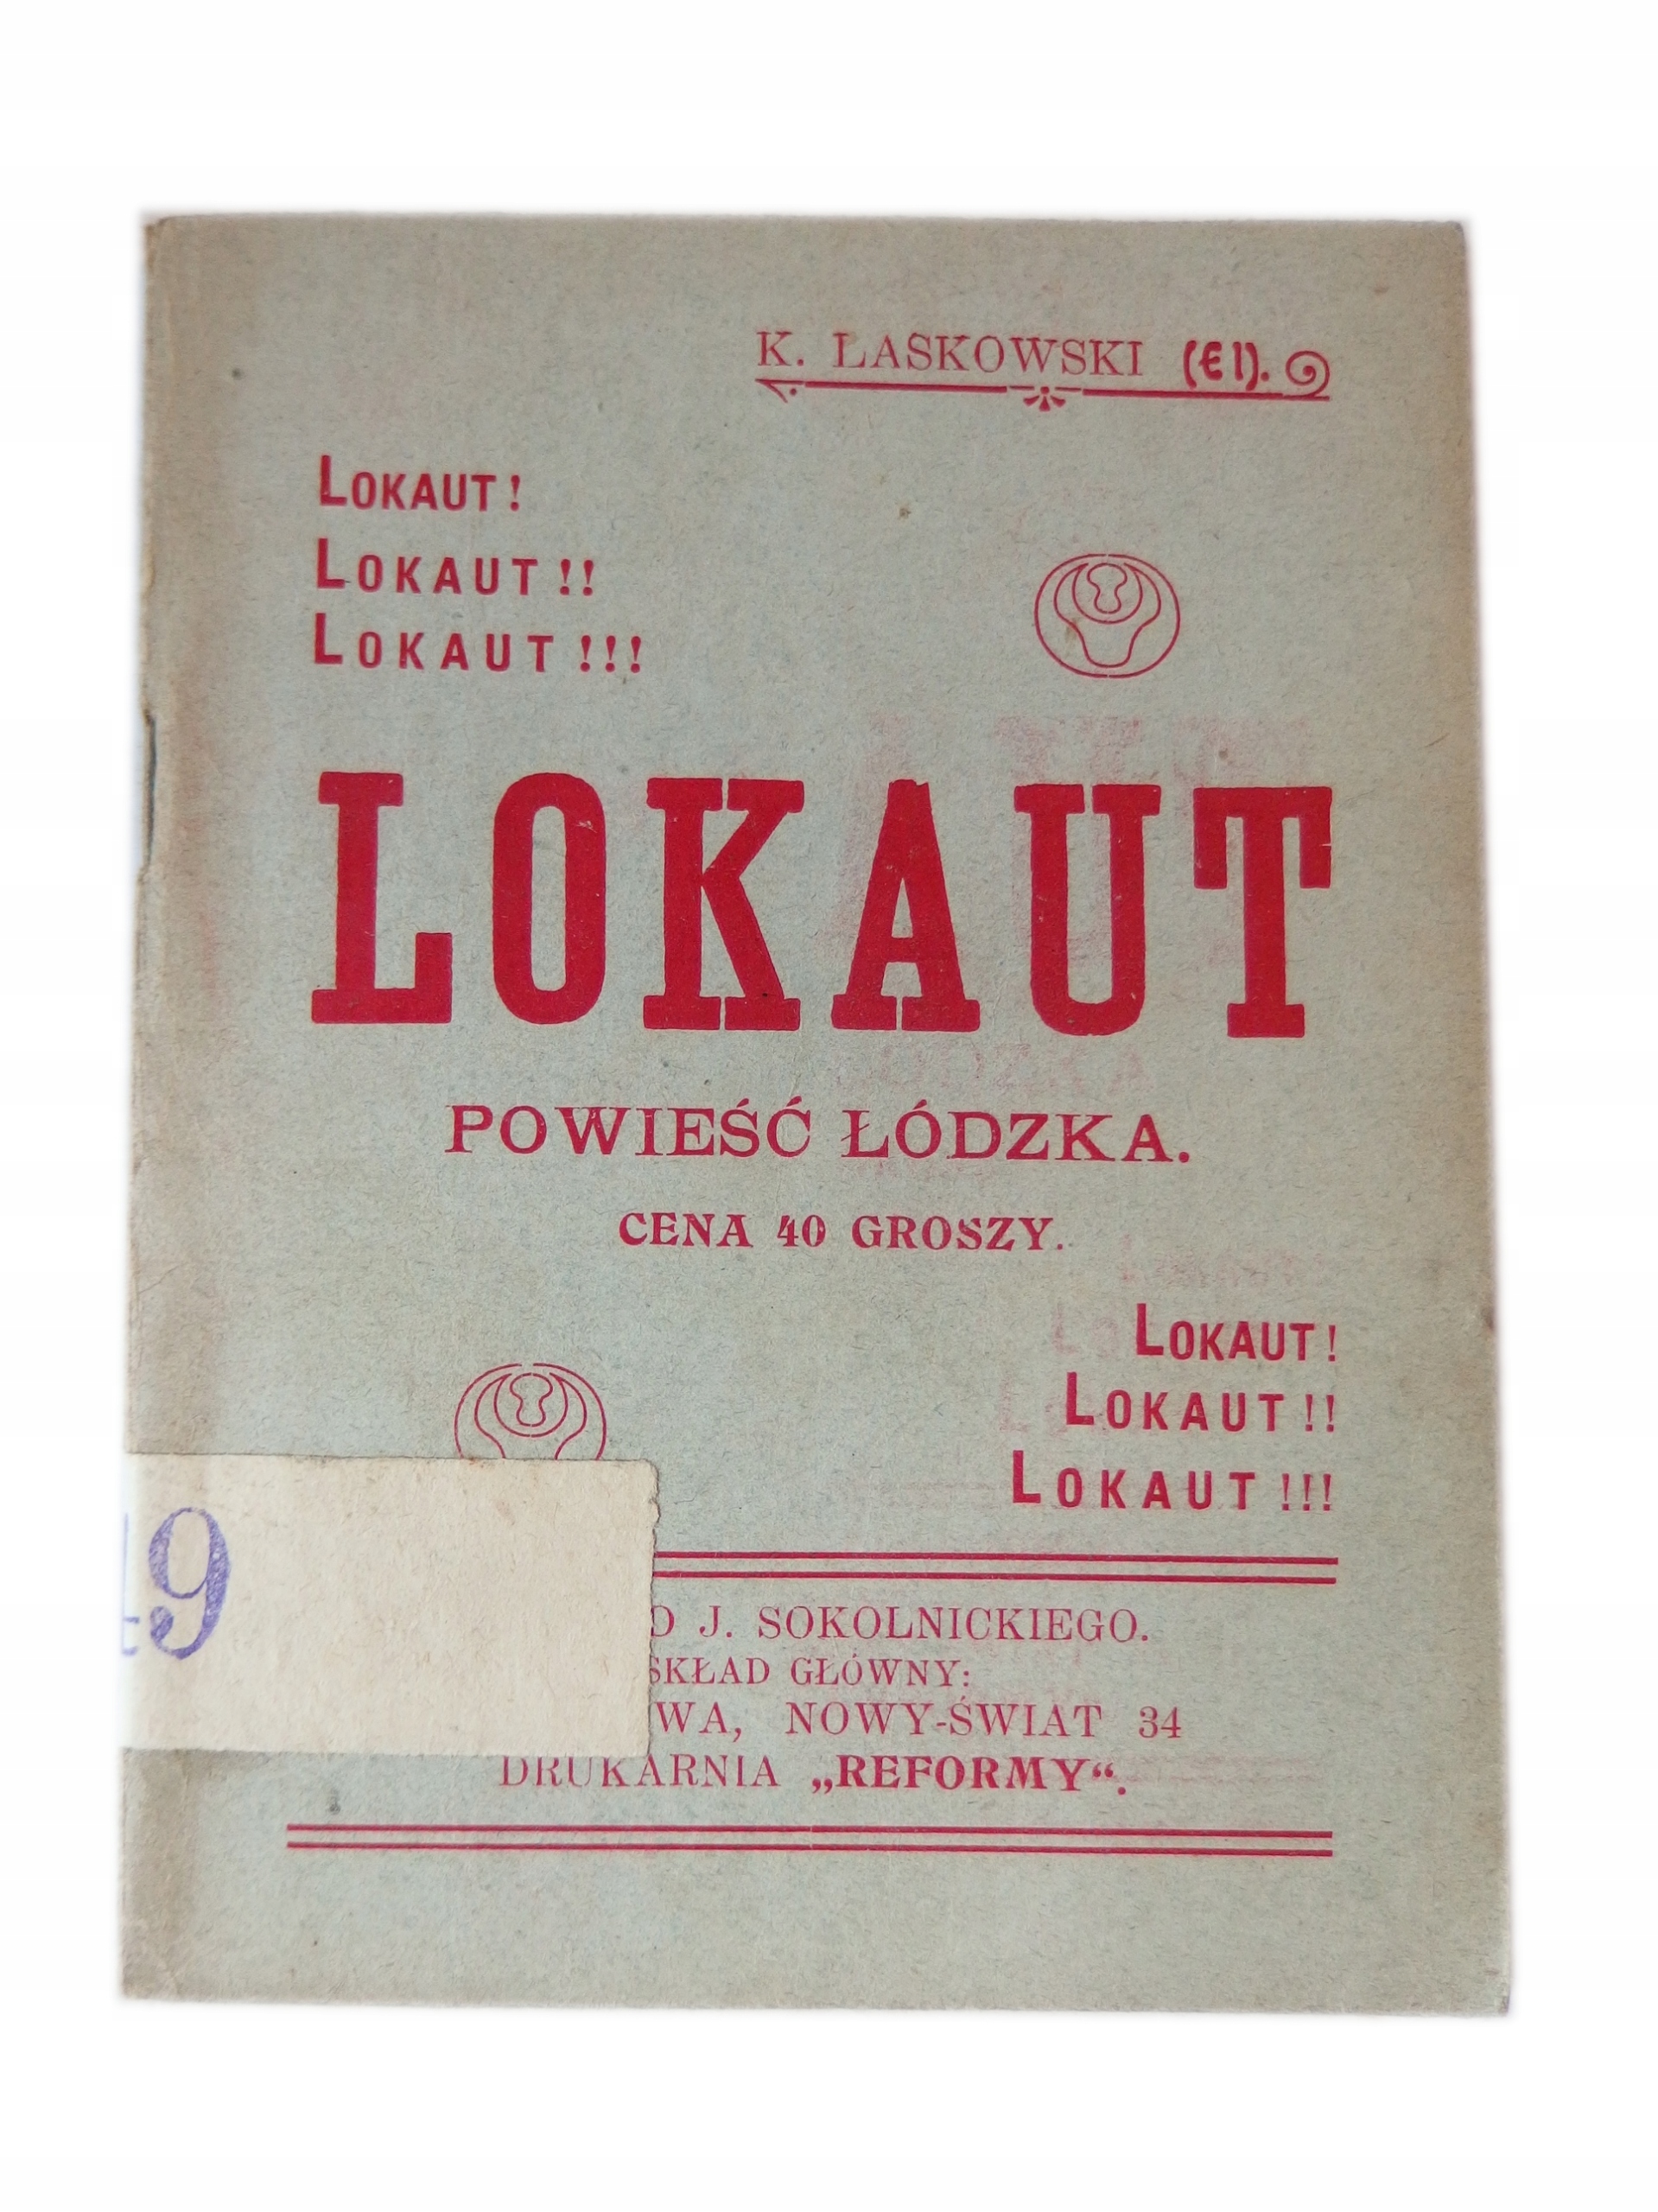 K. ŁASKOWSKI (El).
LOKAUT!
LOKAUT!!
LOKAUT!!!
LOKAUT
POWIEŚĆ ŁÓDZKA.
CENA 40 GROSZY.
LOKAUT!
LOKAUT!!
LOKAUT!!!
49
J. SOKOLNICKIEGO.
SKŁAD GŁÓWNY:
NOWY-ŚWIAT 34
DRUKARNIA „REFORMY“.